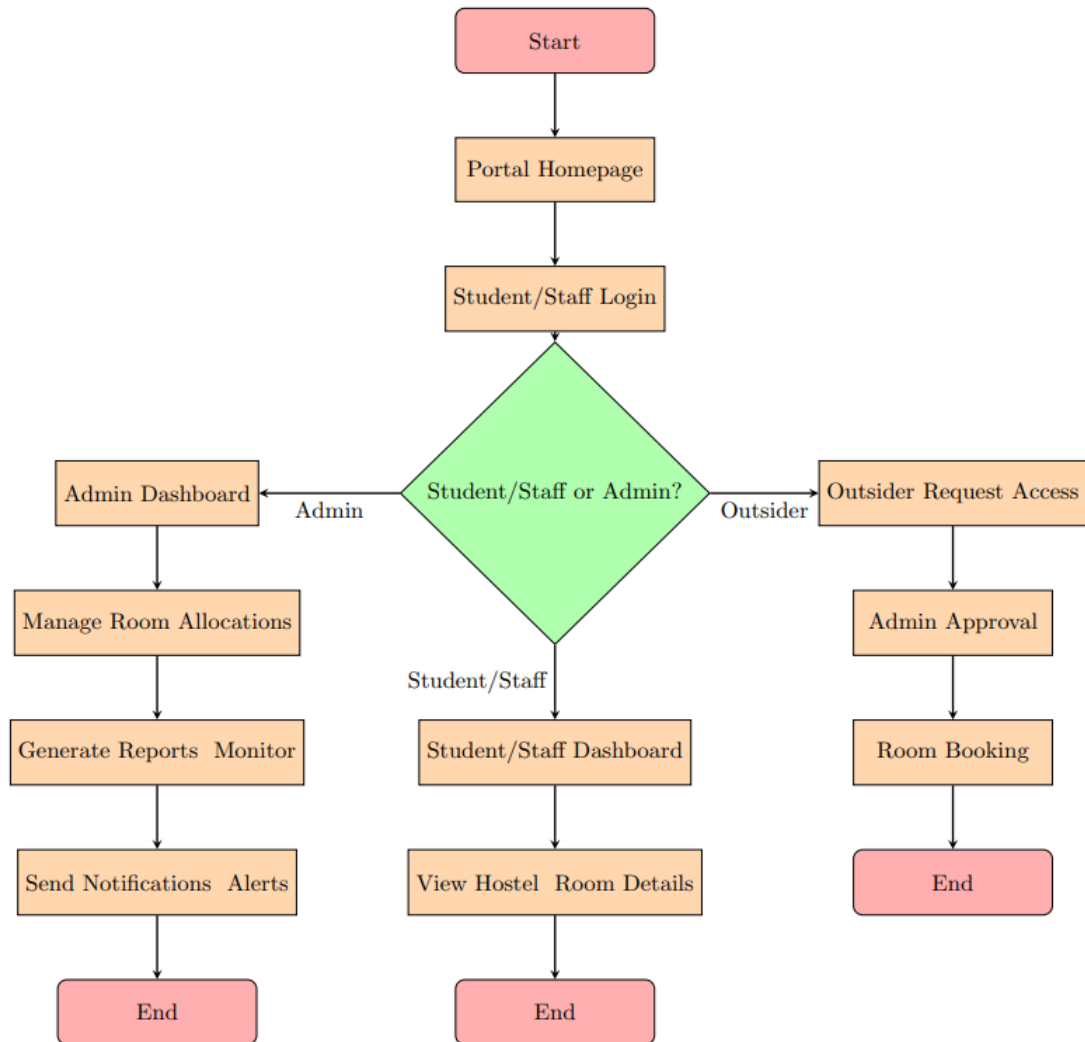 Start
Portal Homepage
Student/Staff Login
Student/Staff or Admin?
Admin
Outsider
Student/Staff
Admin Dashboard
Manage Room Allocations
Generate Reports  Monitor
Send Notifications  Alerts
End
Student/Staff Dashboard
View Hostel  Room Details
End
Outsider Request Access
Admin Approval
Room Booking
End